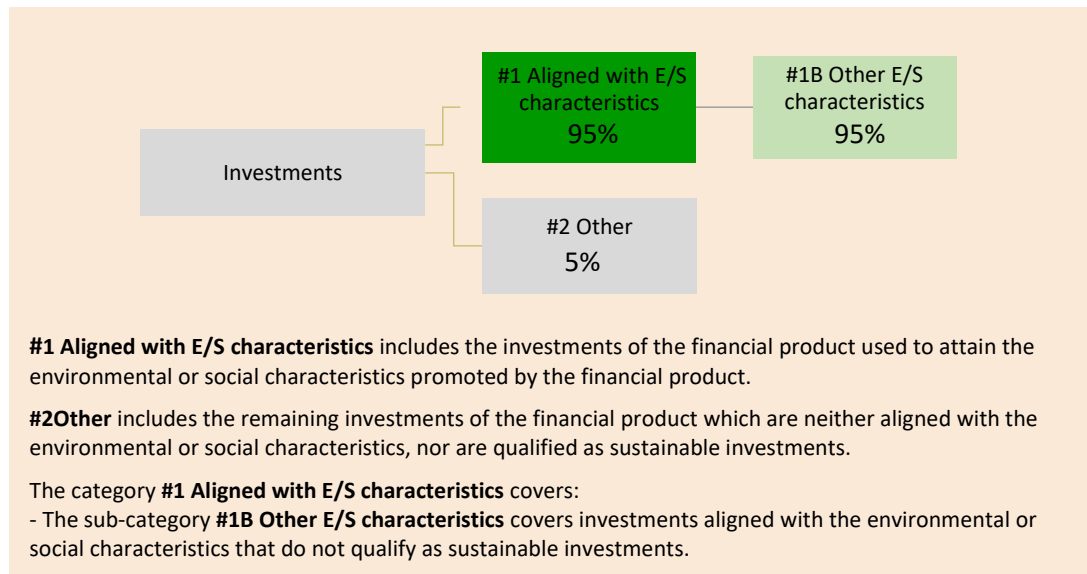 #1 Aligned with E/S
characteristics
95%
#1B Other E/S
characteristics
95%
Investments
#2 Other
5%
#1 Aligned with E/S characteristics includes the investments of the financial product used to attain the
environmental or social characteristics promoted by the financial product.
#2Other includes the remaining investments of the financial product which are neither aligned with the
environmental or social characteristics, nor are qualified as sustainable investments.
The category #1 Aligned with E/S characteristics covers:
- The sub-category #1B Other E/S characteristics covers investments aligned with the environmental or
social characteristics that do not qualify as sustainable investments.